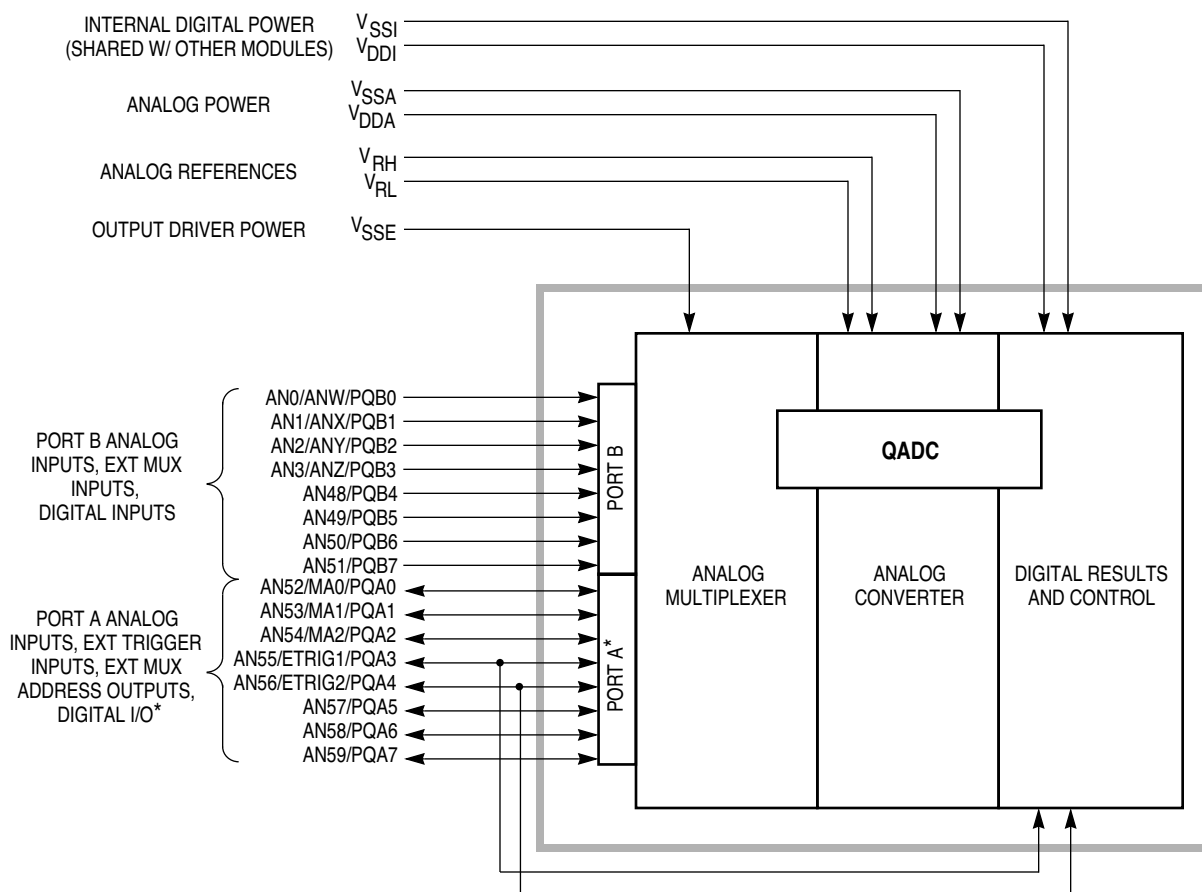 INTERNAL DIGITAL POWER
(SHARED W/ OTHER MODULES)
VSSI
VDDI
ANALOG POWER
VSSA
VDDA
ANALOG REFERENCES
VRH
VRL
OUTPUT DRIVER POWER
VSSE
PORT B ANALOG
INPUTS, EXT MUX
INPUTS,
DIGITAL INPUTS
AN0/ANW/PQB0
AN1/ANX/PQB1
AN2/ANY/PQB2
AN3/ANZ/PQB3
AN48/PQB4
AN49/PQB5
AN50/PQB6
AN51/PQB7
PORT A ANALOG
INPUTS, EXT TRIGGER
INPUTS, EXT MUX
ADDRESS OUTPUTS,
DIGITAL I/O*
AN52/MA0/PQA0
AN53/MA1/PQA1
AN54/MA2/PQA2
AN55/ETRIG1/PQA3
AN56/ETRIG2/PQA4
AN57/PQA5
AN58/PQA6
AN59/PQA7
PORT B
PORT A*
QADC
ANALOG
MULTIPLEXER
ANALOG
CONVERTER
DIGITAL RESULTS
AND CONTROL